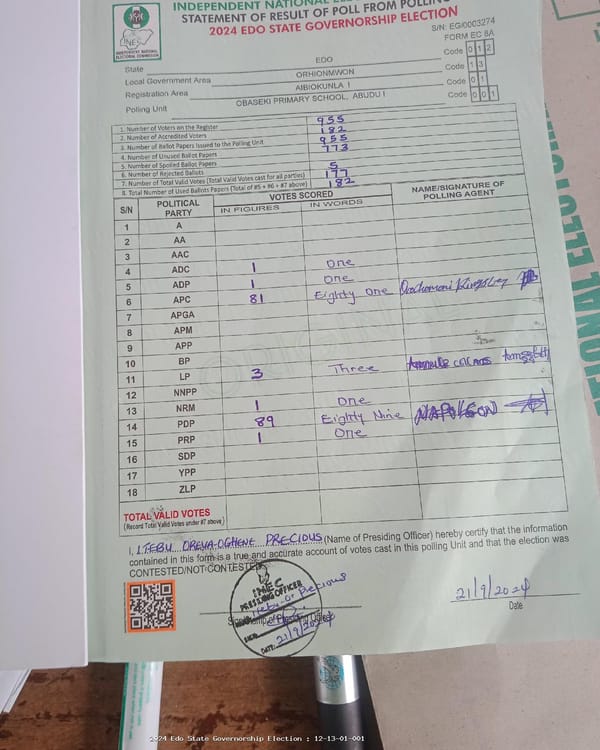 INDEPENDENT NATIONAL
STATEMENT OF RESULT OF POLL FROM POLLING
2024 EDO STATE GOVERNORSHIP ELECTION
INEC
INDEPENDENT NATIONAL
ELECTORAL COMMISSION
S/N: EG/0003274
FORM EC 8A
State EDO Code 0 1 2
Local Government Area ORHIONMWON Code 1 3
Registration Area AIBIOKUNLA I Code 0 1
Polling Unit OBASEKI PRIMARY SCHOOL, ABUDU I Code 0 0 1
1. Number of Voters on the Register 955
2. Number of Accredited Voters 182
3. Number of Ballot Papers Issued to the Polling Unit 955
4. Number of Unused Ballot Papers 773
5. Number of Spoiled Ballot Papers
6. Number of Rejected Ballots 5
7. Number of Total Valid Votes (Total Valid Votes cast for all parties) 177
8. Total Number of Used Ballots Papers (Total of #5 + #6 + #7 above) 182
S/N POLITICAL PARTY VOTES SCORED NAME/SIGNATURE OF POLLING AGENT
IN FIGURES IN WORDS
1 A
2 AA
3 AAC
4 ADC 1 One
5 ADP 1 One
6 APC 81 Eighty One Kingsley
7 APGA
8 APM
9 APP
10 BP
11 LP 3 Three
12 NNPP
13 NRM 1 One
14 PDP 89 Eighty Nine NAPOLEON
15 PRP 1 One
16 SDP
17 YPP
18 ZLP
TOTAL VALID VOTES
(Record Total Valid Votes under #7 above)
I, ITEBU OREVA-OGHENE PRECIOUS (Name of Presiding Officer) hereby certify that the information
contained in this form is a true and accurate account of votes cast in this polling Unit and that the election was
CONTESTED/NOT CONTESTED
INEC
PRESIDING OFFICER
Precious
21/9/2024
DATE: 21/9/2024
Date
2024 Edo State Governorship Election : 12-13-01-001